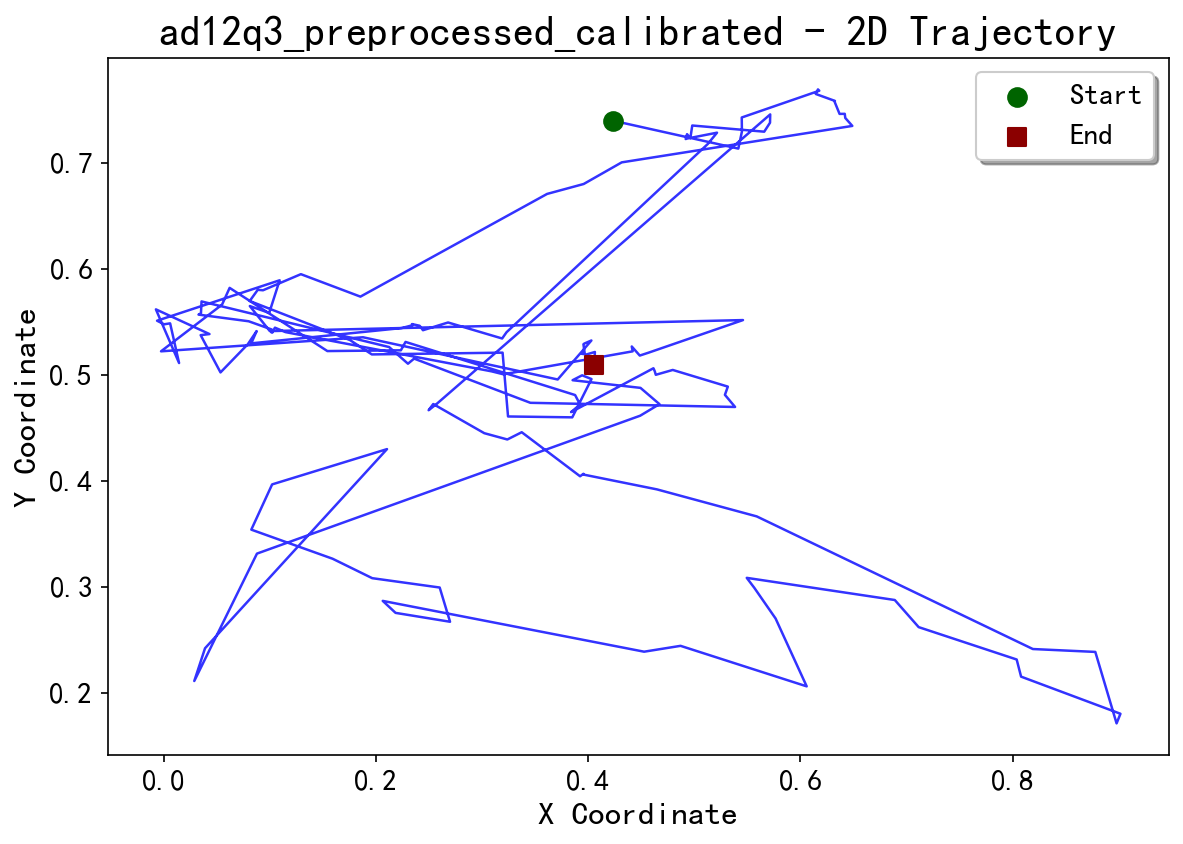 ad12q3_preprocessed_calibrated - 2D Trajectory
Start
End
0.7
0.6
0.5
0.4
0.3
0.2
Y Coordinate
0.0 0.2 0.4 0.6 0.8
X Coordinate